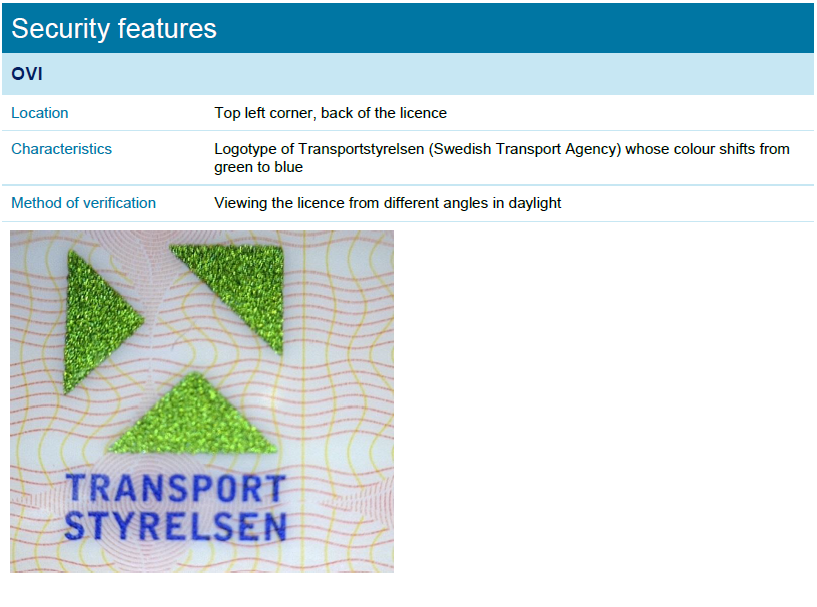 Security features
OVI
Location Top left corner, back of the licence
Characteristics Logotype of Transportstyrelsen (Swedish Transport Agency) whose colour shifts from
green to blue
Method of verification Viewing the licence from different angles in daylight
TRANSPORT
STYRELSEN